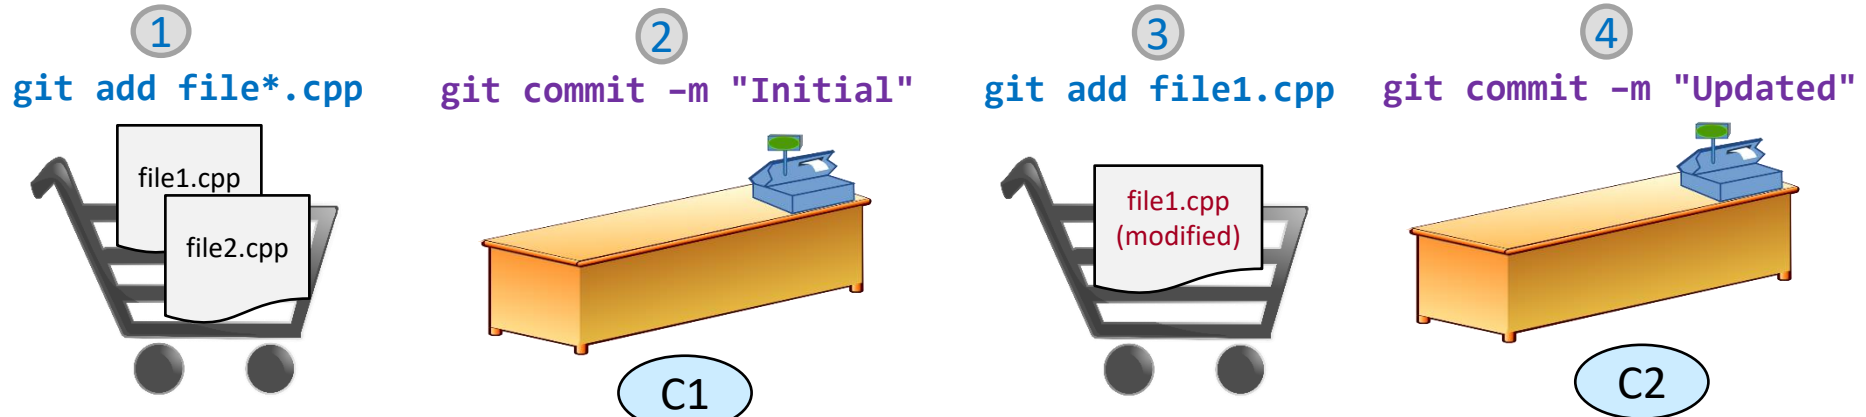 1
git add file*.cpp
file1.cpp
file2.cpp
2
git commit –m "Initial"
C1
3
git add file1.cpp
file1.cpp
(modified)
4
git commit –m "Updated"
C2